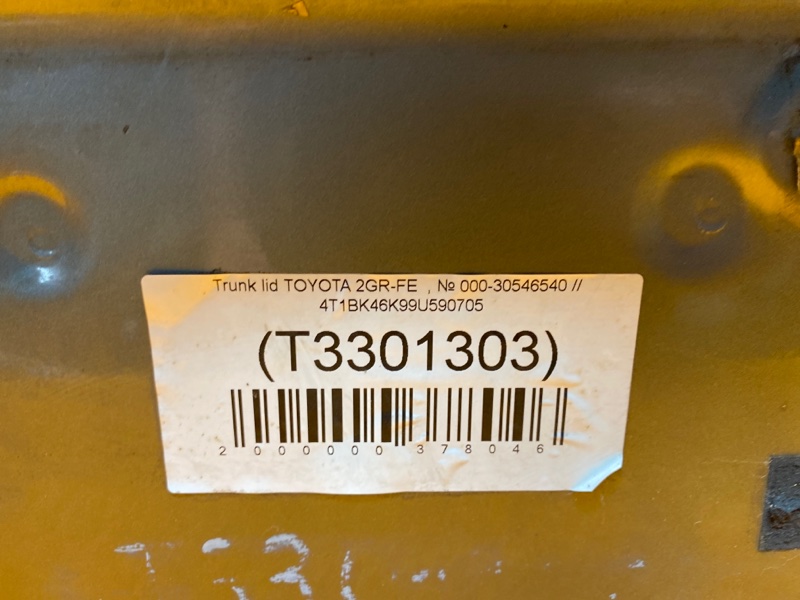 Trunk lid TOYOTA 2GR-FE , № 000-30546540 //
4T1BK46K99U590705
(T3301303)
2 000000 378046